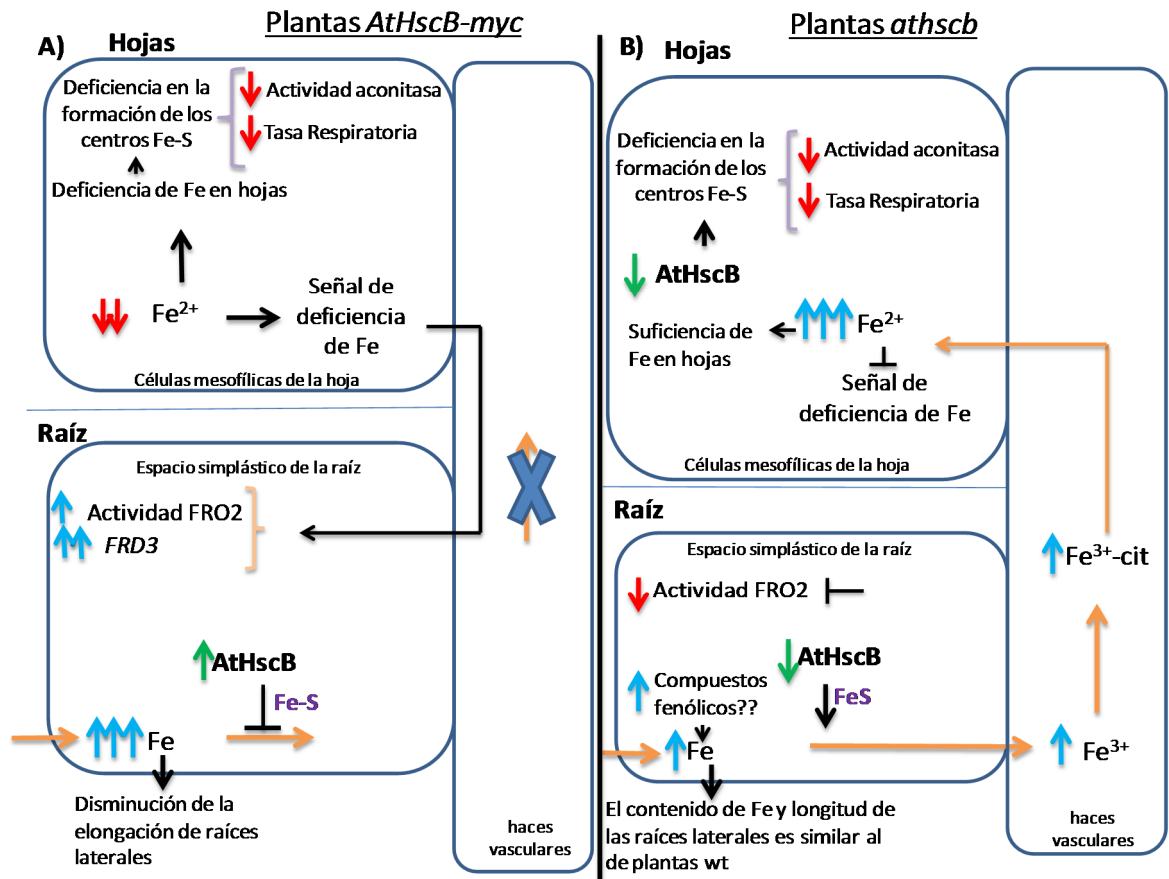 Plantas AtHscB-myc
A)
Hojas
Deficiencia en la
formación de los
centros Fe-S
Actividad aconitasa
Tasa Respiratoria
Deficiencia de Fe en hojas
Fe²⁺
Señal de
deficiencia
de Fe
Células mesofílicas de la hoja
Raíz
Espacio simplástico de la raíz
Actividad FRO2
FRD3
AtHscB
Fe-S
Fe
Disminución de la
elongación de raíces
laterales
haces
vasculares
Plantas athscb
B)
Hojas
Deficiencia en la
formación de los
centros Fe-S
Actividad aconitasa
Tasa Respiratoria
AtHscB
Suficiencia de
Fe en hojas
Fe²⁺
Señal de
deficiencia de Fe
Células mesofílicas de la hoja
Raíz
Espacio simplástico de la raíz
Actividad FRO2
AtHscB
FeS
Compuestos
fenólicos??
Fe
El contenido de Fe y longitud de
las raíces laterales es similar al
de plantas wt
Fe³⁺-cit
Fe³⁺
haces
vasculares